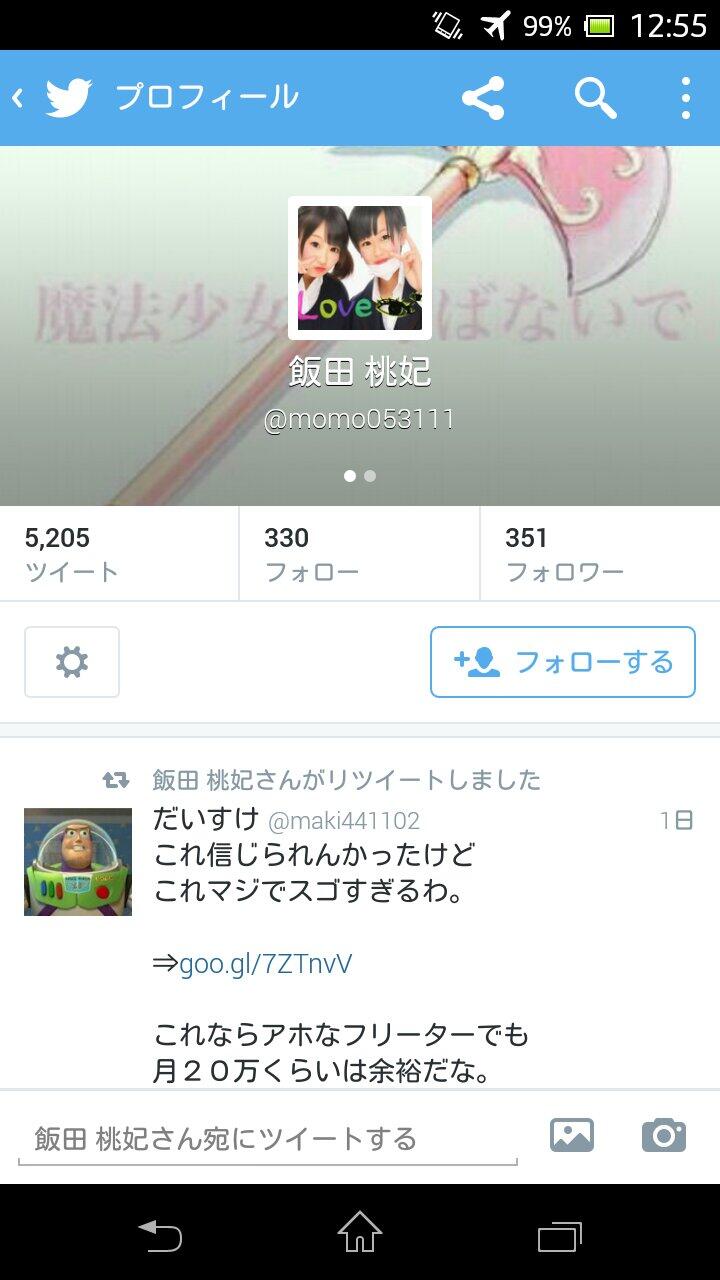 99% 12:55
プロフィール
魔法少女 ばないで
Love
飯田 桃妃
@momo053111
5,205 330 351
ツイート フォロー フォロワー
フォローする
飯田 桃妃さんがリツイートしました
だいすけ @maki441102 1日
これ信じられんかったけど
これマジでスゴすぎるわ。
⇒goo.gl/7ZTnvV
これならアホなフリーターでも
月２０万くらいは余裕だな。
飯田 桃妃さん宛にツイートする